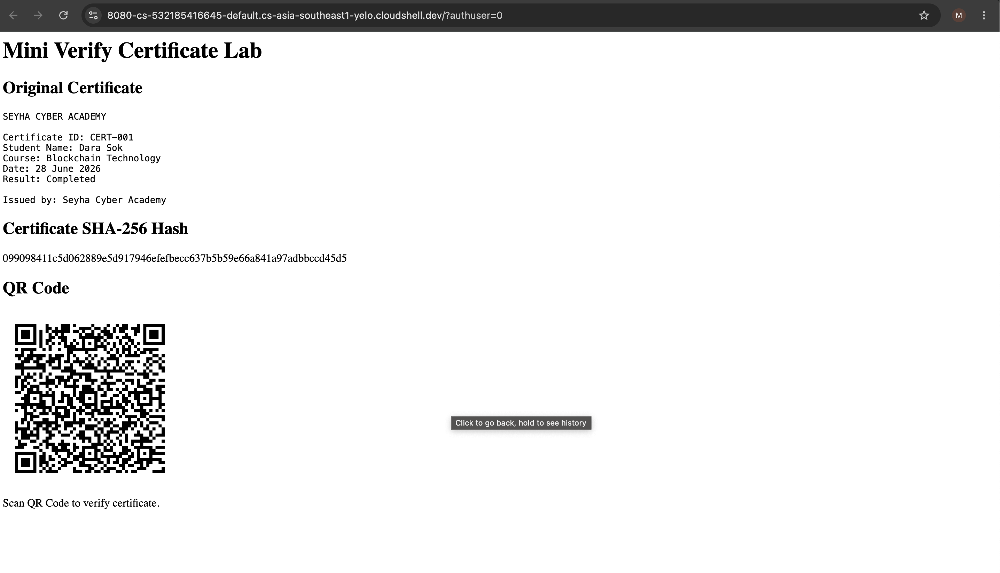 8080-cs-532185416645-default.cs-asia-southeast1-yelo.cloudshell.dev/?authuser=0
M
Mini Verify Certificate Lab
Original Certificate
SEYHA CYBER ACADEMY
Certificate ID: CERT-001
Student Name: Dara Sok
Course: Blockchain Technology
Date: 28 June 2026
Result: Completed
Issued by: Seyha Cyber Academy
Certificate SHA-256 Hash
099098411c5d062889e5d917946efefbecc637b5b59e66a841a97adbbccd45d5
QR Code
Click to go back, hold to see history
Scan QR Code to verify certificate.